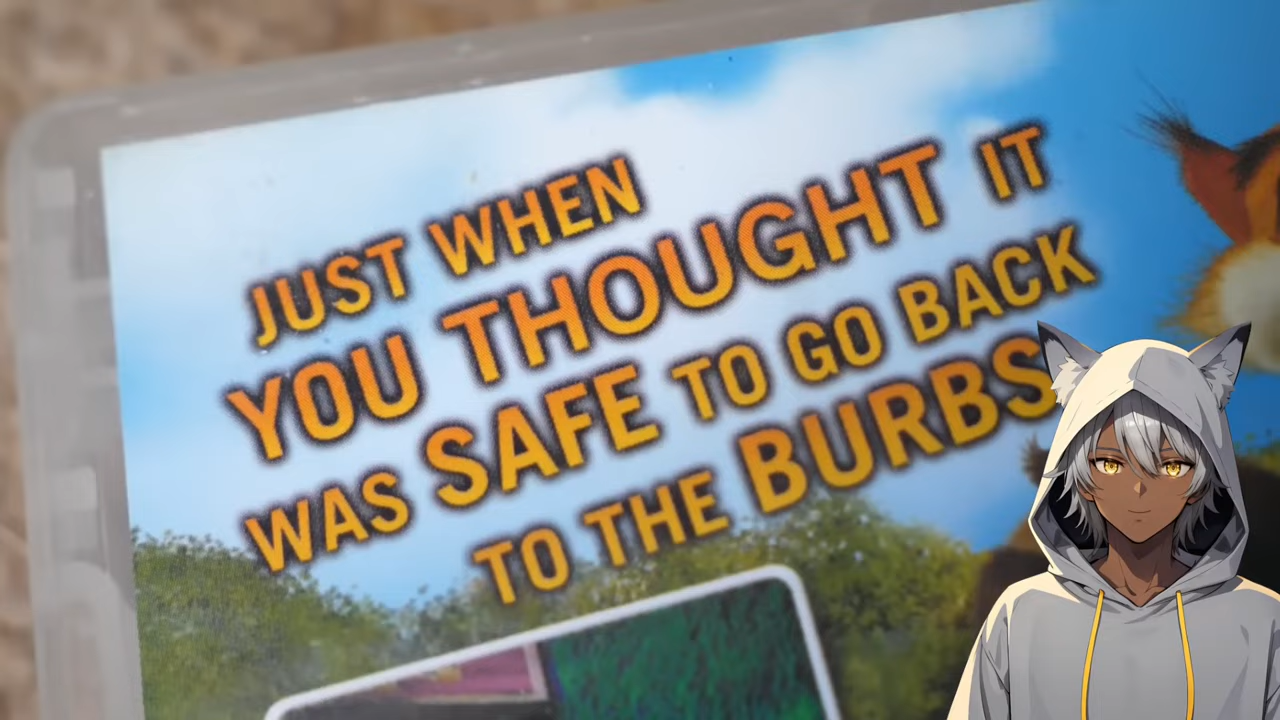 JUST WHEN
YOU THOUGHT IT
WAS SAFE TO GO BACK
TO THE BURBS